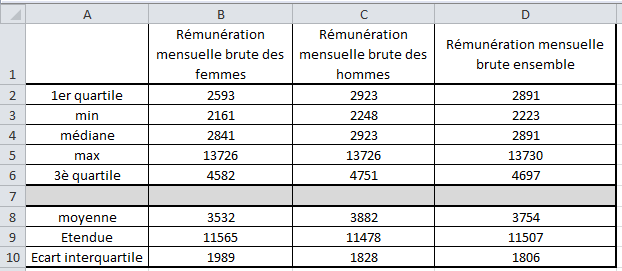 A B C D
1 Rémunération mensuelle brute des femmes Rémunération mensuelle brute des hommes Rémunération mensuelle brute ensemble
2 1er quartile 2593 2923 2891
3 min 2161 2248 2223
4 médiane 2841 2923 2891
5 max 13726 13726 13730
6 3è quartile 4582 4751 4697
7
8 moyenne 3532 3882 3754
9 Etendue 11565 11478 11507
10 Ecart interquartile 1989 1828 1806